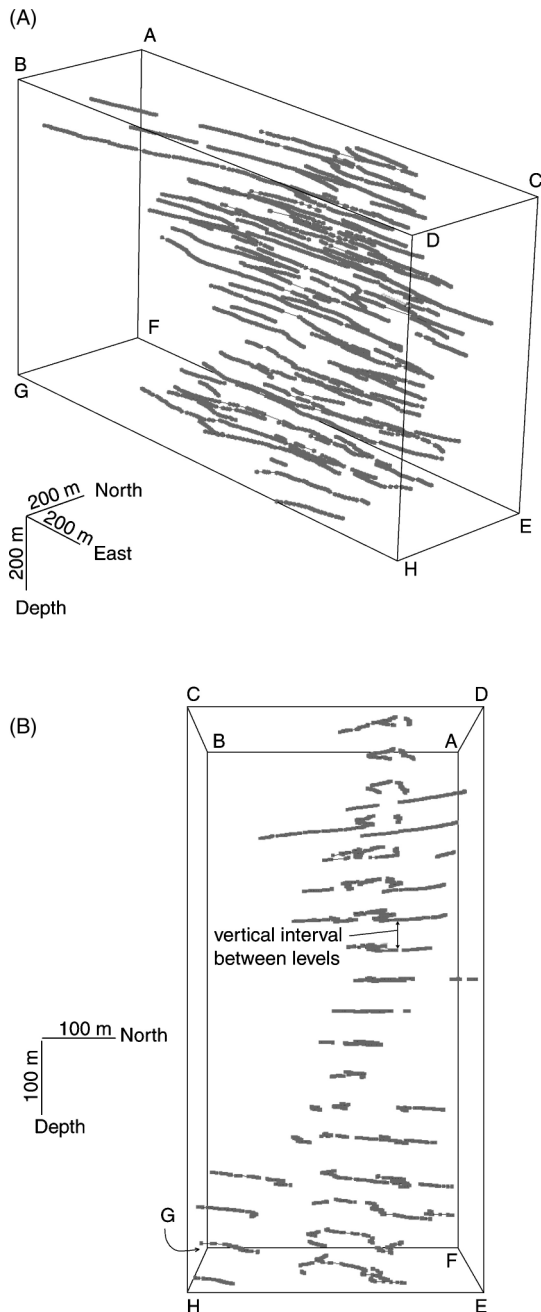 (A)
A
B
C
D
F
G
E
H
200 m North
200 m East
200 m Depth
(B)
C D
B A
vertical interval
between levels
100 m North
100 m
Depth
G
F
H E